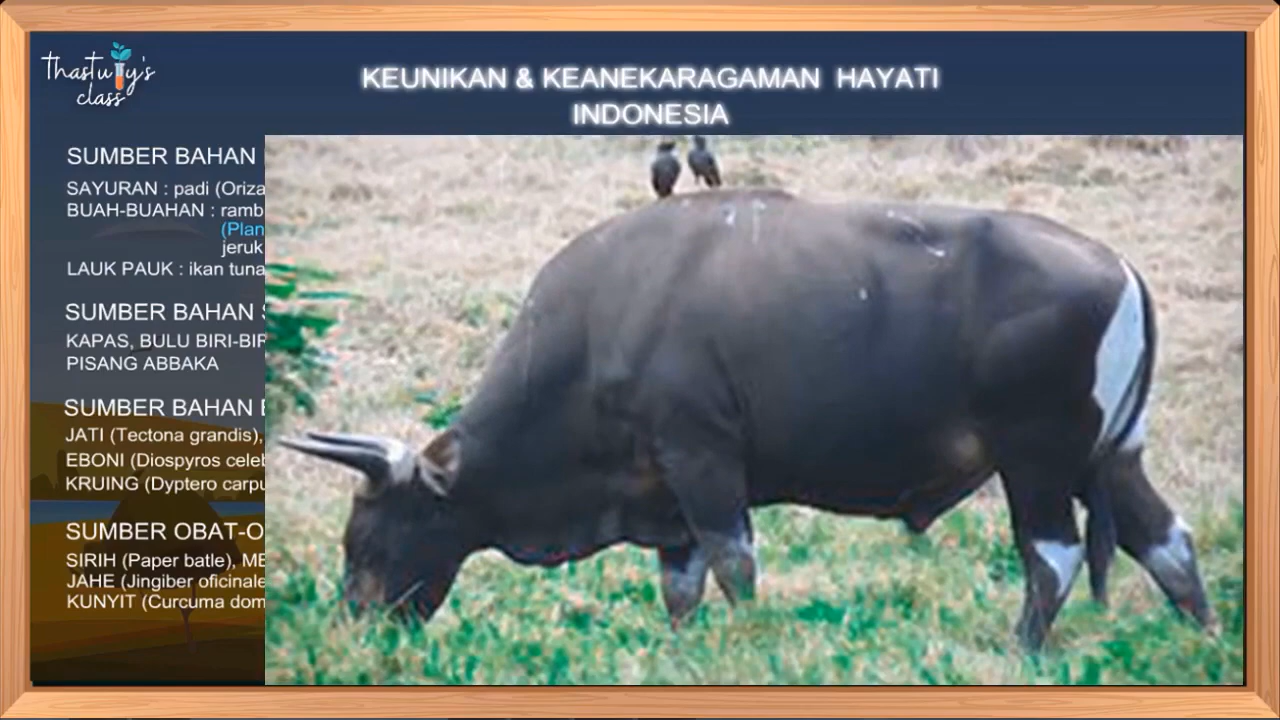 thastudy's
class
KEUNIKAN & KEANEKARAGAMAN HAYATI
INDONESIA
SUMBER BAHAN
SAYURAN : padi (Oriza
BUAH-BUAHAN : ramb
(Plan
jeruk
LAUK PAUK : ikan tuna
SUMBER BAHAN S
KAPAS, BULU BIRI-BIR
PISANG ABBAKA
SUMBER BAHAN B
JATI (Tectona grandis),
EBONI (Diospyros celeb
KRUING (Dyptero carpu
SUMBER OBAT-O
SIRIH (Paper batle), ME
JAHE (Jingiber oficinale
KUNYIT (Curcuma dom